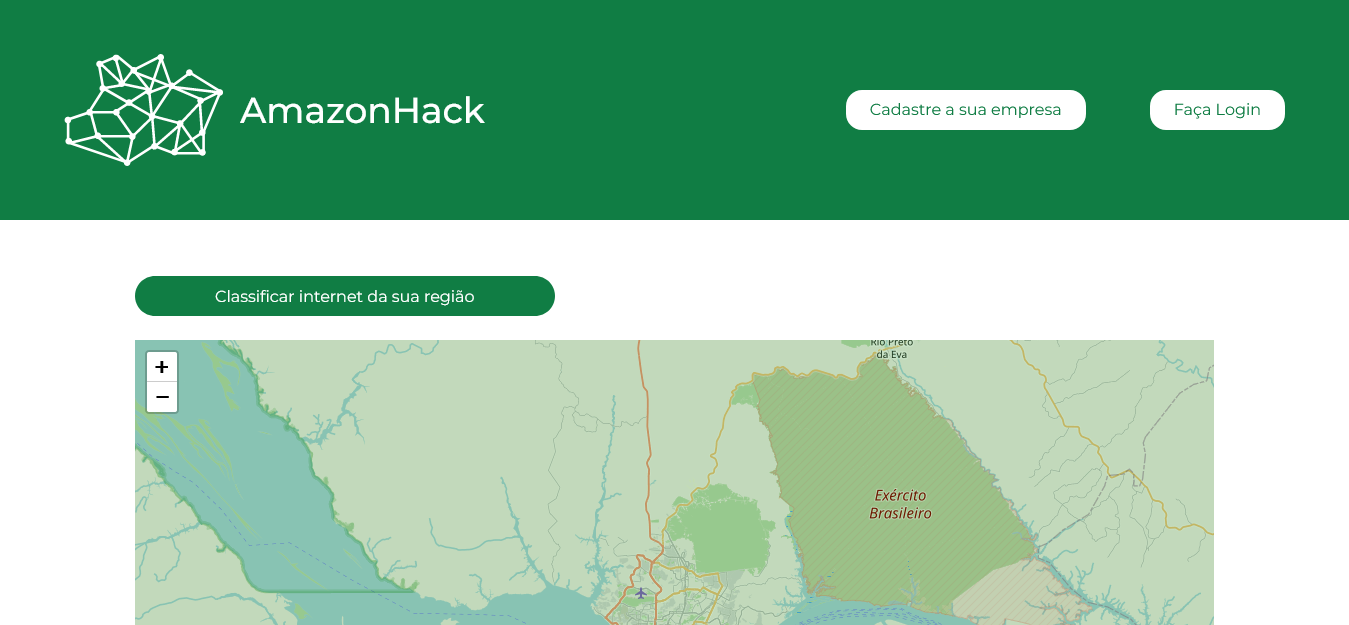 AmazonHack
Cadastre a sua empresa
Faça Login
Classificar internet da sua região
+
−
Rio Preto
da Eva
Exército
Brasileiro